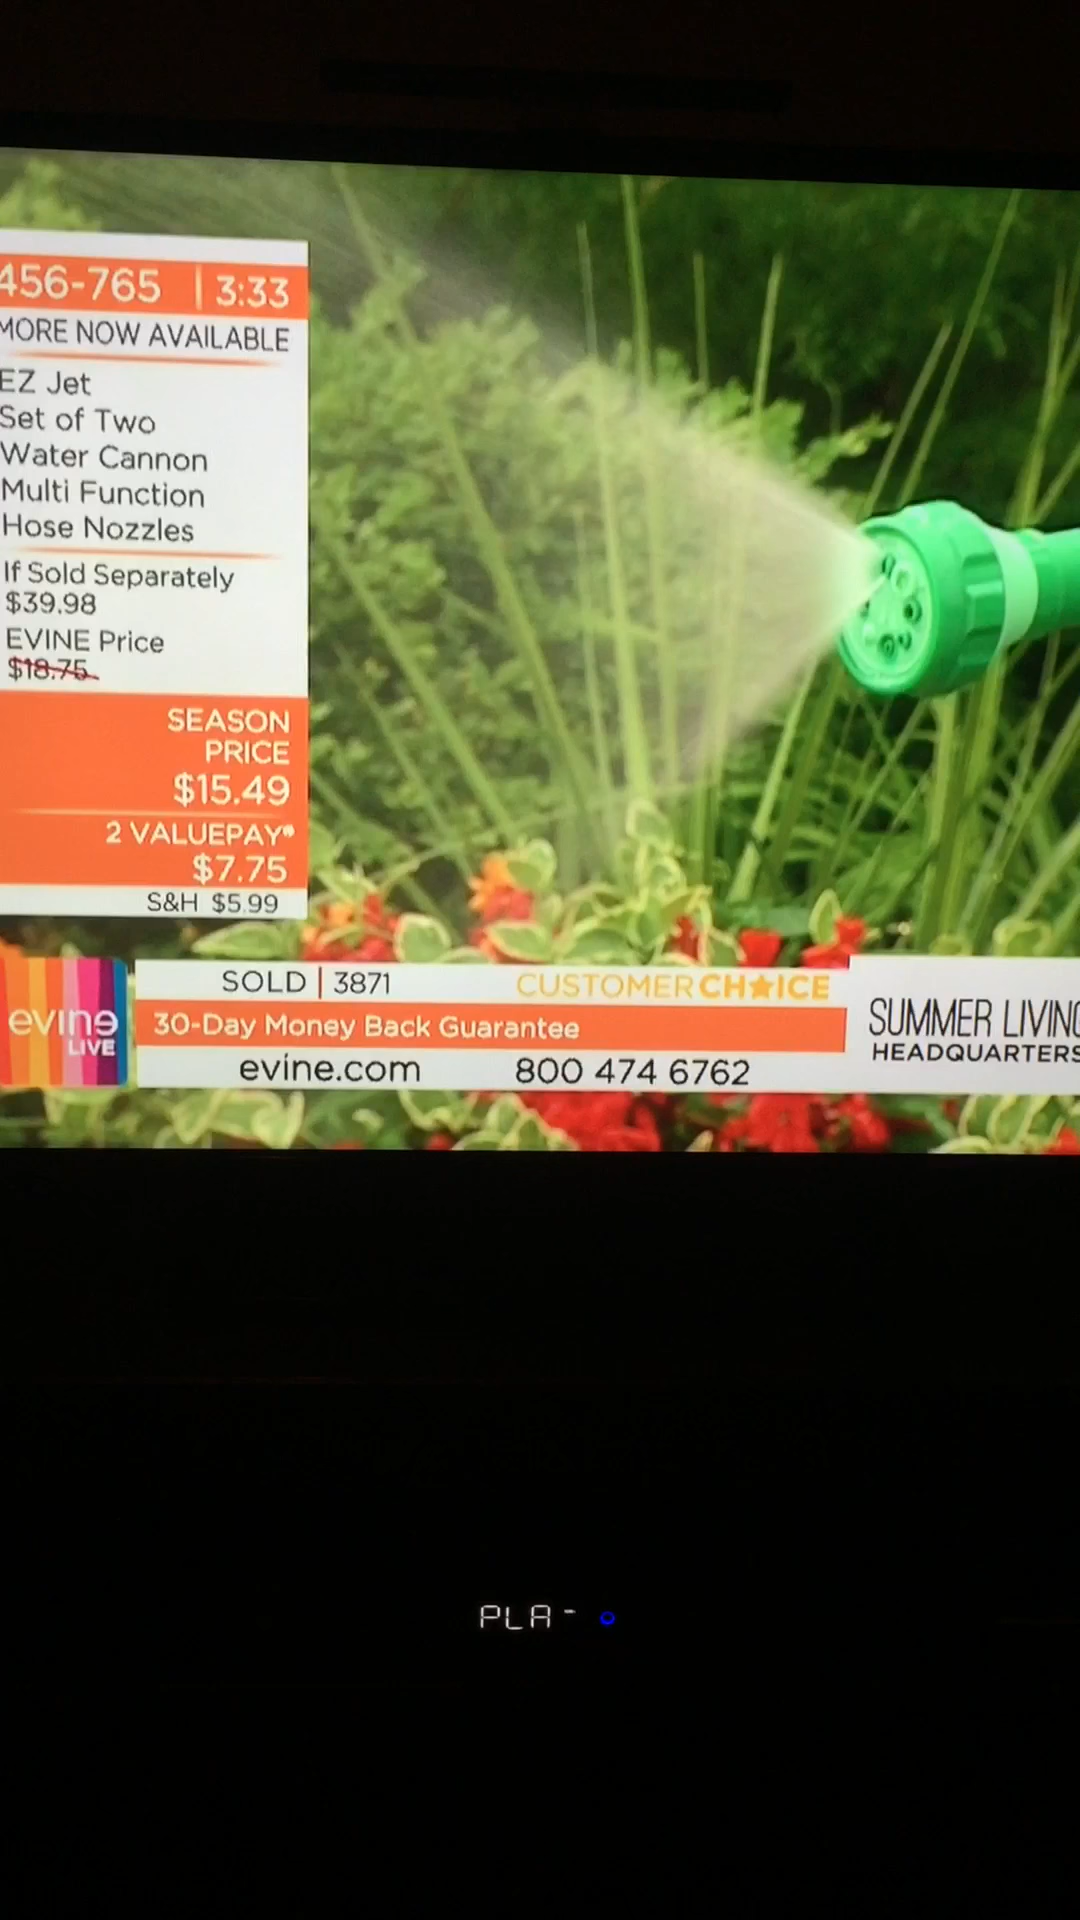 456-765 | 3:33
MORE NOW AVAILABLE
EZ Jet
Set of Two
Water Cannon
Multi Function
Hose Nozzles
If Sold Separately
$39.98
EVINE Price
$18.75
SEASON
PRICE
$15.49
2 VALUEPAY®
$7.75
S&H $5.99
evine
LIVE
SOLD | 3871 CUSTOMER CH★ICE
30-Day Money Back Guarantee
evine.com 800 474 6762
SUMMER LIVING
HEADQUARTERS
PLA-